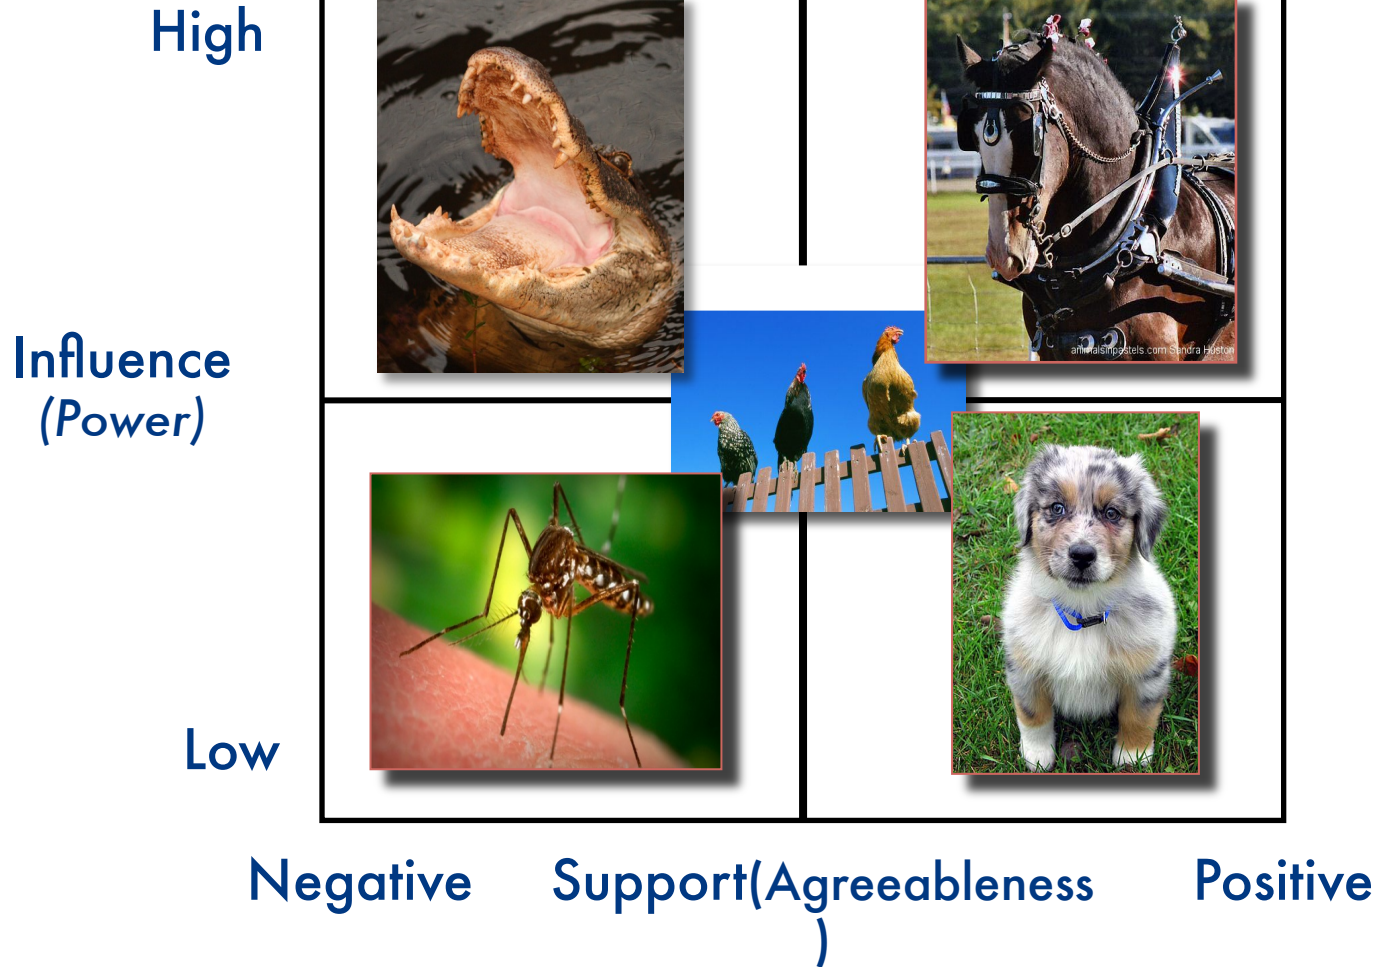 High
animalsinpastels.com Sandra Huston
Influence
(Power)
Low
Negative
Support(Agreeableness
)
Positive